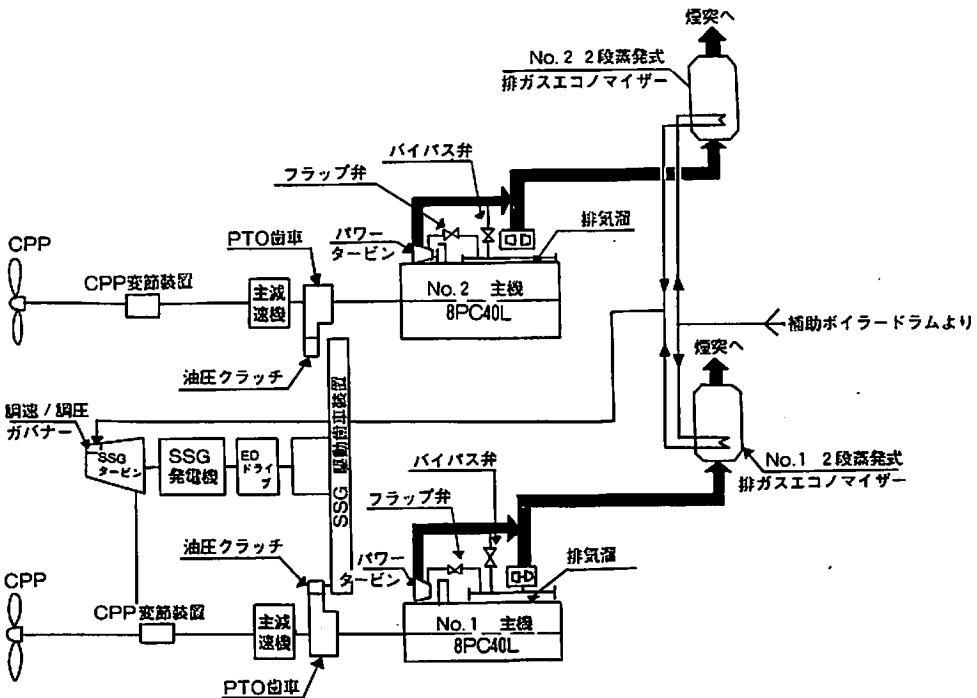 煙突へ
No.2 2段蒸発式
排ガスエコノマイザー
バイパス弁
フラップ弁
排気溜
パワー
タービン
PTO歯車
CPP
CPP変節装置
主減
速機
No.2 主機
8PC40L
補助ボイラードラムより
煙突へ
油圧クラッチ
調速/調圧
ガバナー
SSG
タービン
SSG
発電機
ED
ドライ
ブ
SSG 駆動歯車装置
No.1 2段蒸発式
排ガスエコノマイザー
バイパス弁
フラップ弁
油圧クラッチ
パワー
タービン
排気溜
CPP
CPP変節装置
主減
速機
No.1 主機
8PC40L
PTO歯車